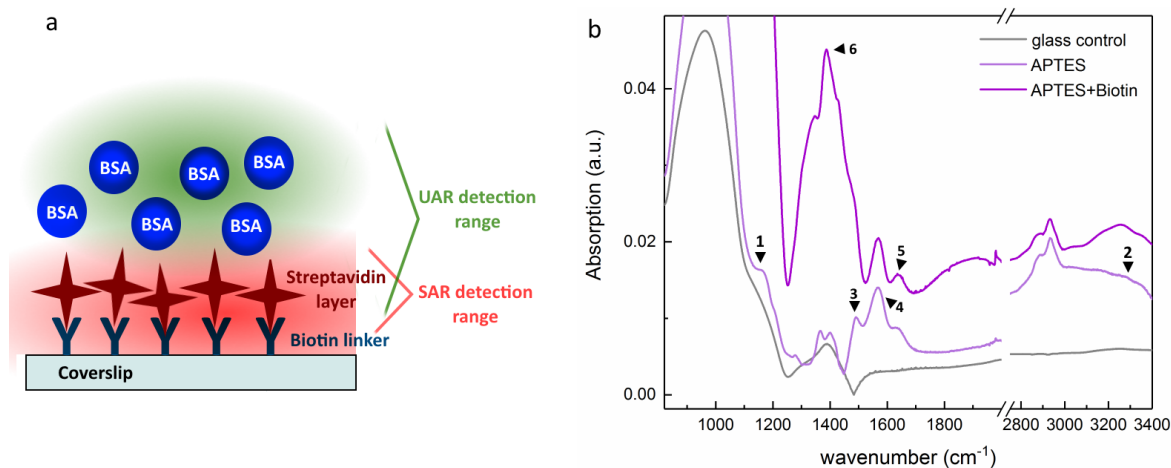 a
BSA
BSA
BSA
BSA
BSA
BSA
UAR detection
range
Streptavidin
layer
SAR detection
range
Biotin linker
Coverslip
b
glass control
APTES
APTES+Biotin
6
1
2
3
4
5
0.04
0.02
0.00
Absorption (a.u.)
1000 1200 1400 1600 1800 2800 3000 3100 3200 3300 3400
wavenumber (cm⁻¹)